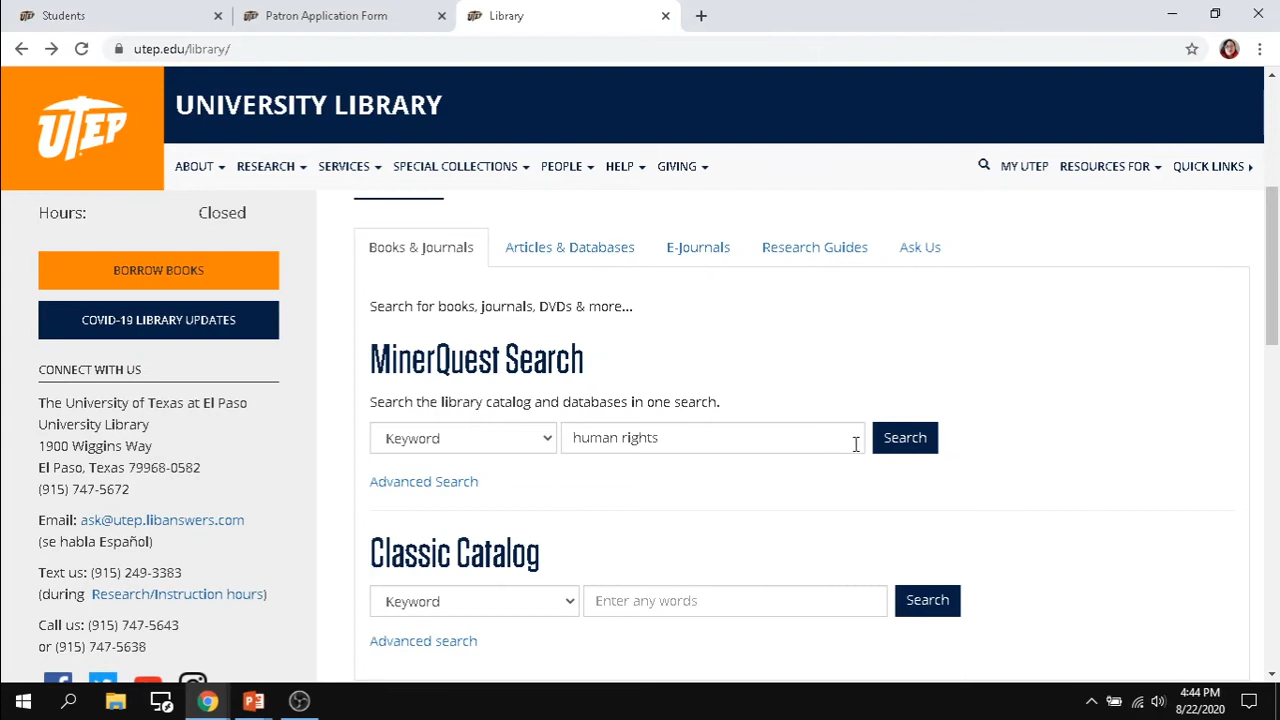 Students
Patron Application Form
Library
utep.edu/library/
UTEP
UNIVERSITY LIBRARY
ABOUT
RESEARCH
SERVICES
SPECIAL COLLECTIONS
PEOPLE
HELP
GIVING
MY UTEP
RESOURCES FOR
QUICK LINKS
Hours: Closed
BORROW BOOKS
COVID-19 LIBRARY UPDATES
CONNECT WITH US
The University of Texas at El Paso
University Library
1900 Wiggins Way
El Paso, Texas 79968-0582
(915) 747-5672
Email: ask@utep.libanswers.com
(se habla Español)
Text us: (915) 249-3383
(during Research/Instruction hours)
Call us: (915) 747-5643
or (915) 747-5638
Books & Journals
Articles & Databases
E-Journals
Research Guides
Ask Us
Search for books, journals, DVDs & more...
MinerQuest Search
Search the library catalog and databases in one search.
Keyword
human rights
Search
Advanced Search
Classic Catalog
Keyword
Enter any words
Search
Advanced search
4:44 PM
8/22/2020